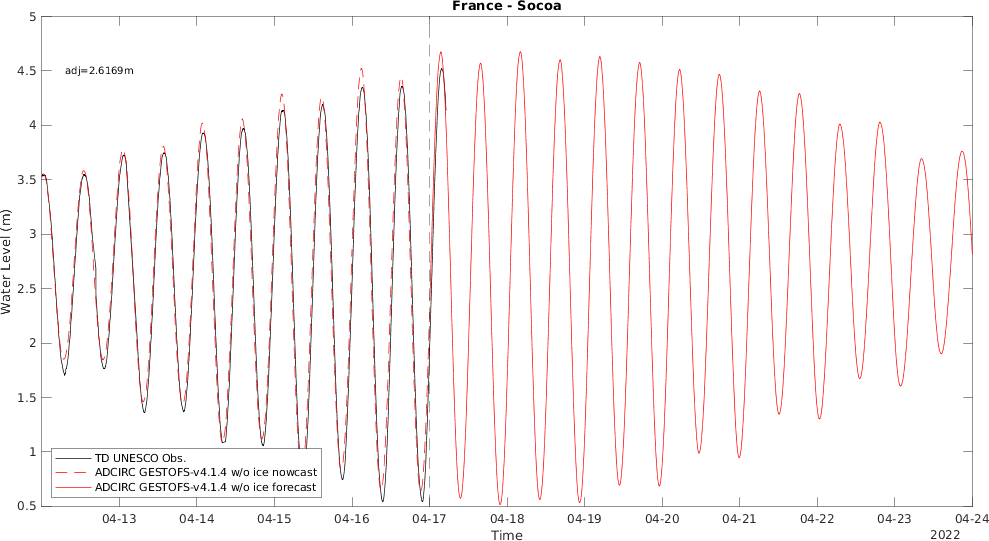 France - Socoa
5
4.5
4
3.5
3
2.5
2
1.5
1
0.5
Water Level (m)
adj=2.6169m
TD UNESCO Obs.
ADCIRC GESTOFS-v4.1.4 w/o ice nowcast
ADCIRC GESTOFS-v4.1.4 w/o ice forecast
04-13 04-14 04-15 04-16 04-17 04-18 04-19 04-20 04-21 04-22 04-23 04-24
Time
2022